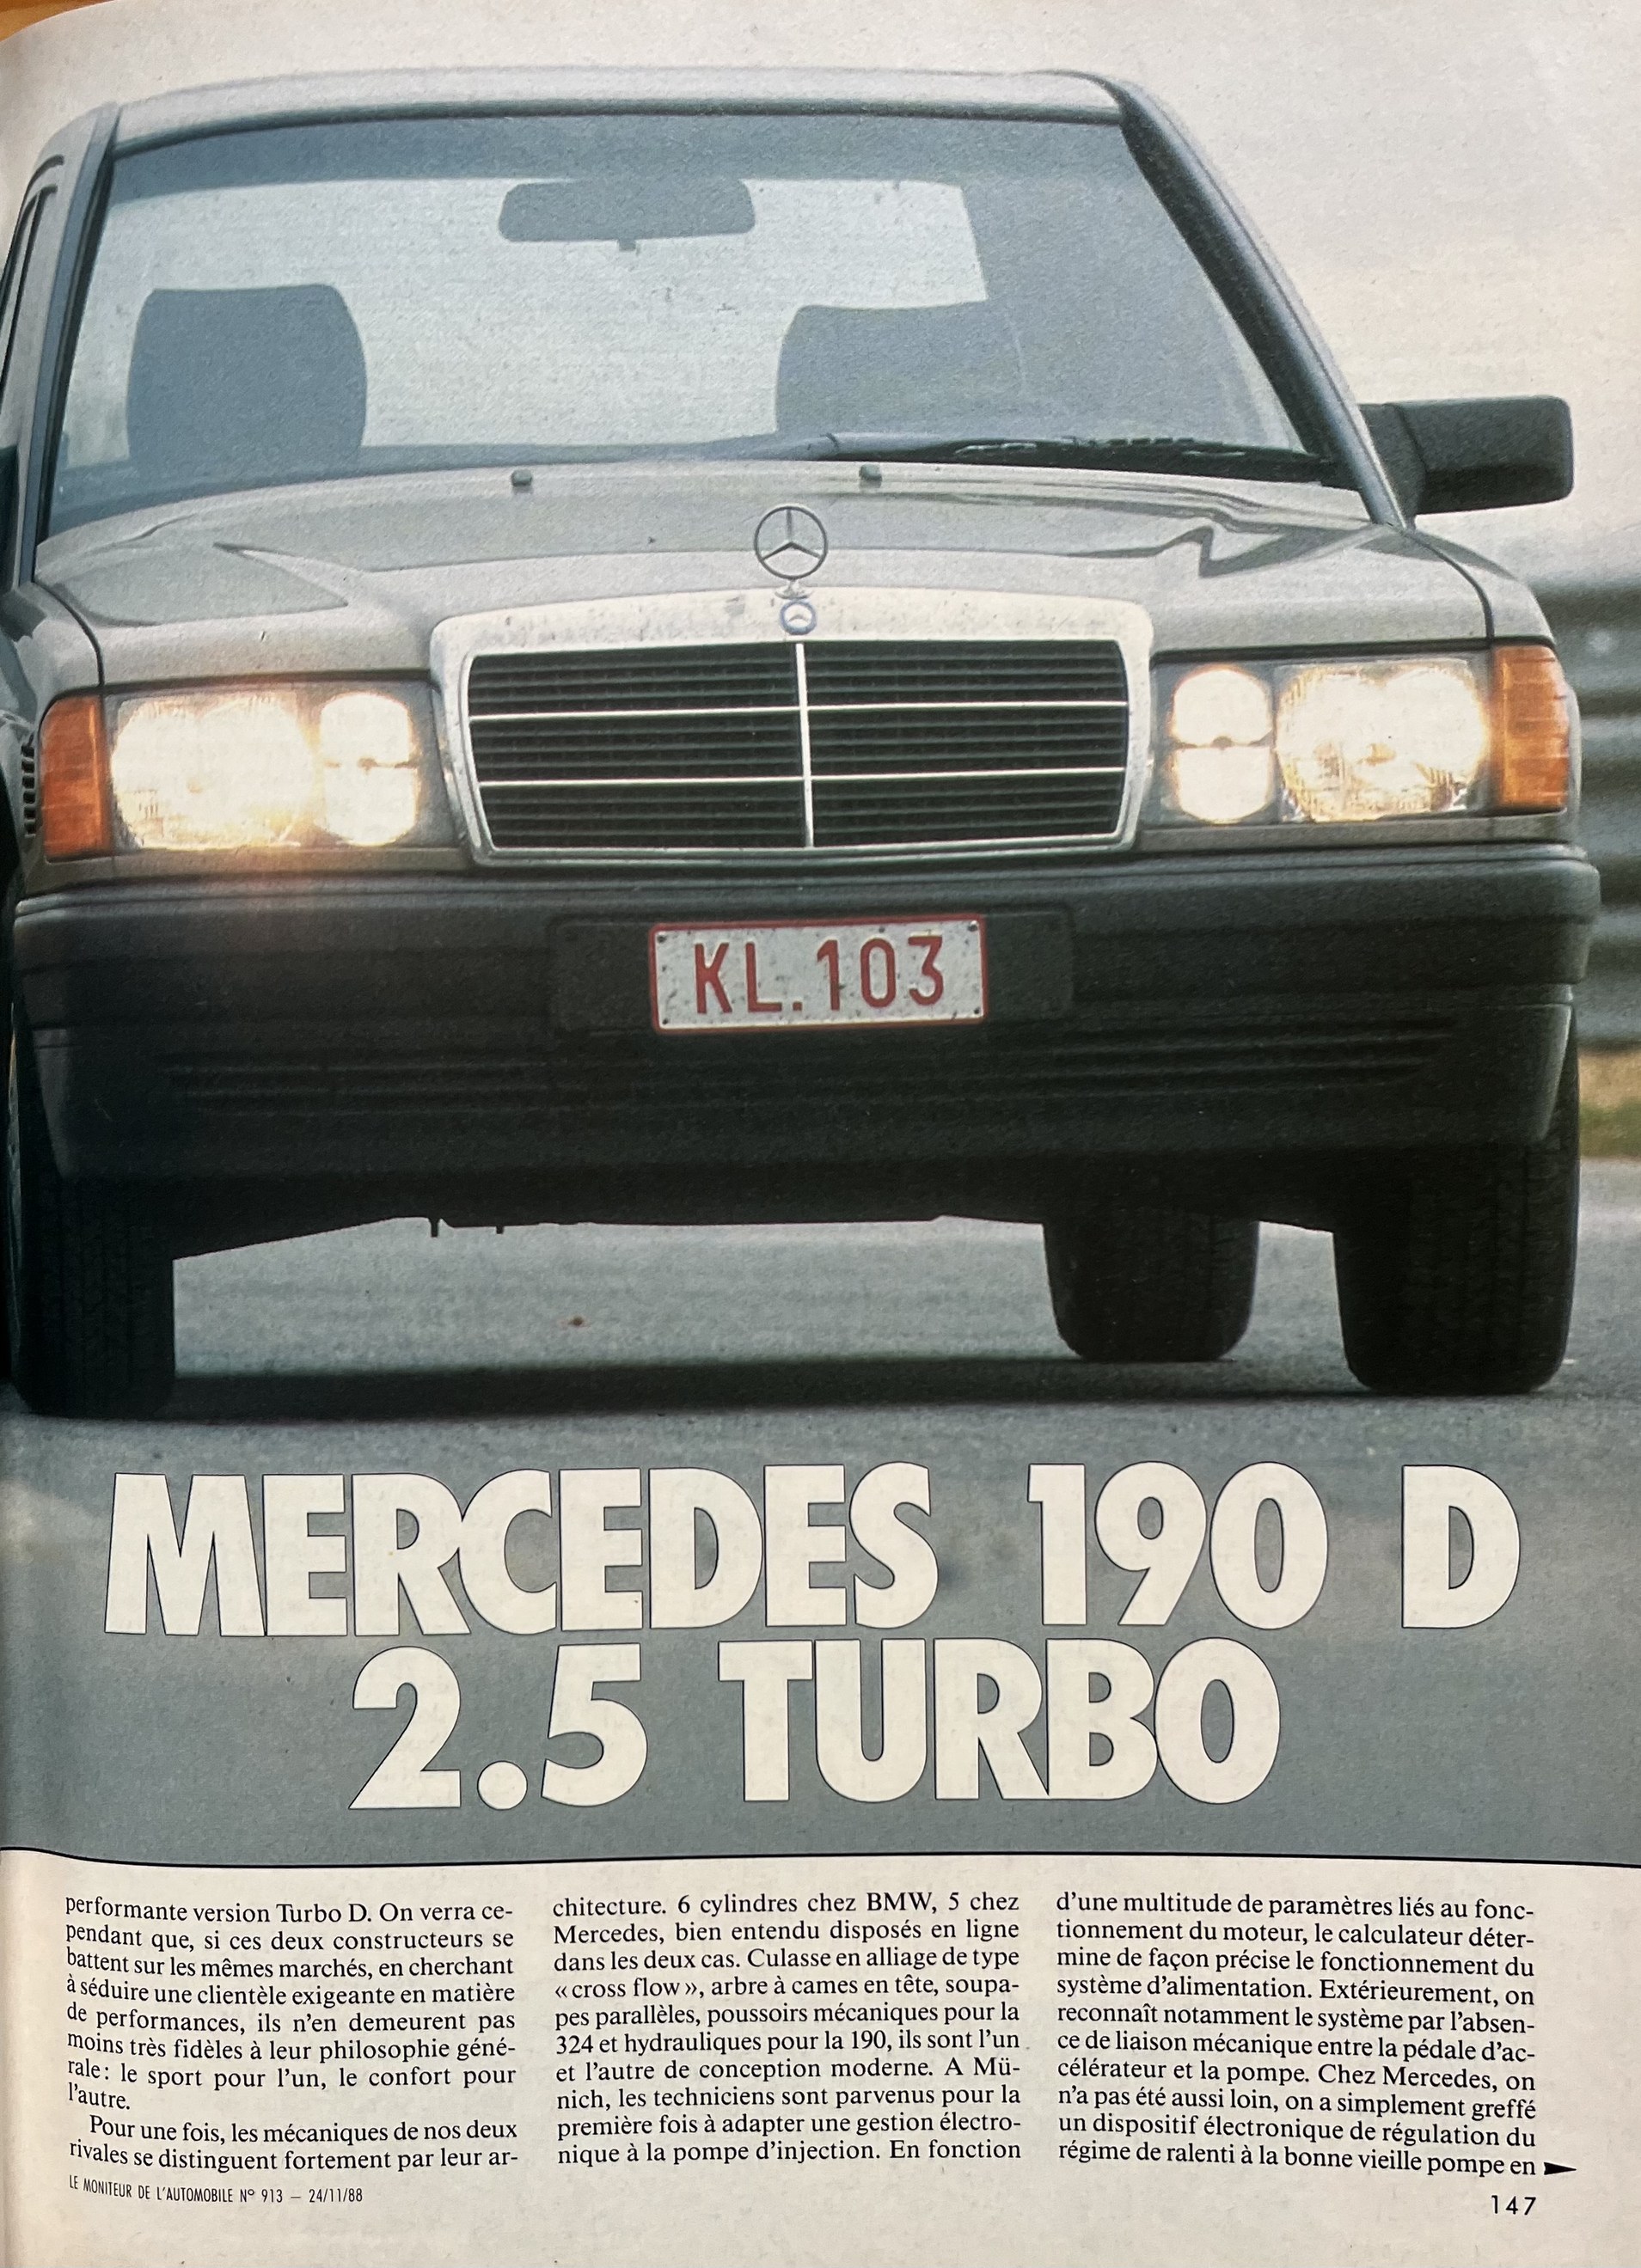 KL.103
MERCEDES 190 D
2.5 TURBO
performante version Turbo D. On verra ce-
pendant que, si ces deux constructeurs se
battent sur les mêmes marchés, en cherchant
à séduire une clientèle exigeante en matière
de performances, ils n'en demeurent pas
moins très fidèles à leur philosophie géné-
rale: le sport pour l'un, le confort pour
l'autre.
Pour une fois, les mécaniques de nos deux
rivales se distinguent fortement par leur ar-
chitecture. 6 cylindres chez BMW, 5 chez
Mercedes, bien entendu disposés en ligne
dans les deux cas. Culasse en alliage de type
«cross flow», arbre à cames en tête, soupa-
pes parallèles, poussoirs mécaniques pour la
324 et hydrauliques pour la 190, ils sont l'un
et l'autre de conception moderne. A Mü-
nich, les techniciens sont parvenus pour la
première fois à adapter une gestion électro-
nique à la pompe d'injection. En fonction
d'une multitude de paramètres liés au fonc-
tionnement du moteur, le calculateur déter-
mine de façon précise le fonctionnement du
système d'alimentation. Extérieurement, on
reconnaît notamment le système par l'absen-
ce de liaison mécanique entre la pédale d'ac-
célérateur et la pompe. Chez Mercedes, on
n'a pas été aussi loin, on a simplement greffé
un dispositif électronique de régulation du
régime de ralenti à la bonne vieille pompe en
LE MONITEUR DE L'AUTOMOBILE Nº 913 – 24/11/88
147